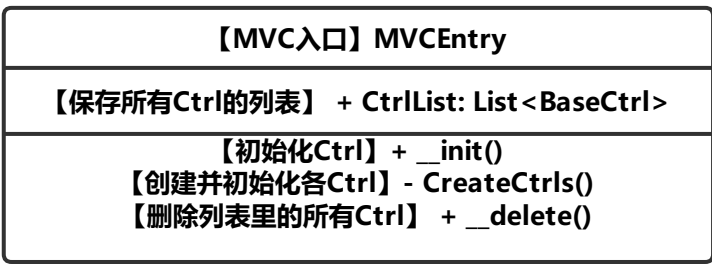 【MVC入口】MVCEntry
【保存所有Ctrl的列表】 + CtrlList: List<BaseCtrl>
【初始化Ctrl】+ __init()
【创建并初始化各Ctrl】- CreateCtrls()
【删除列表里的所有Ctrl】 + __delete()